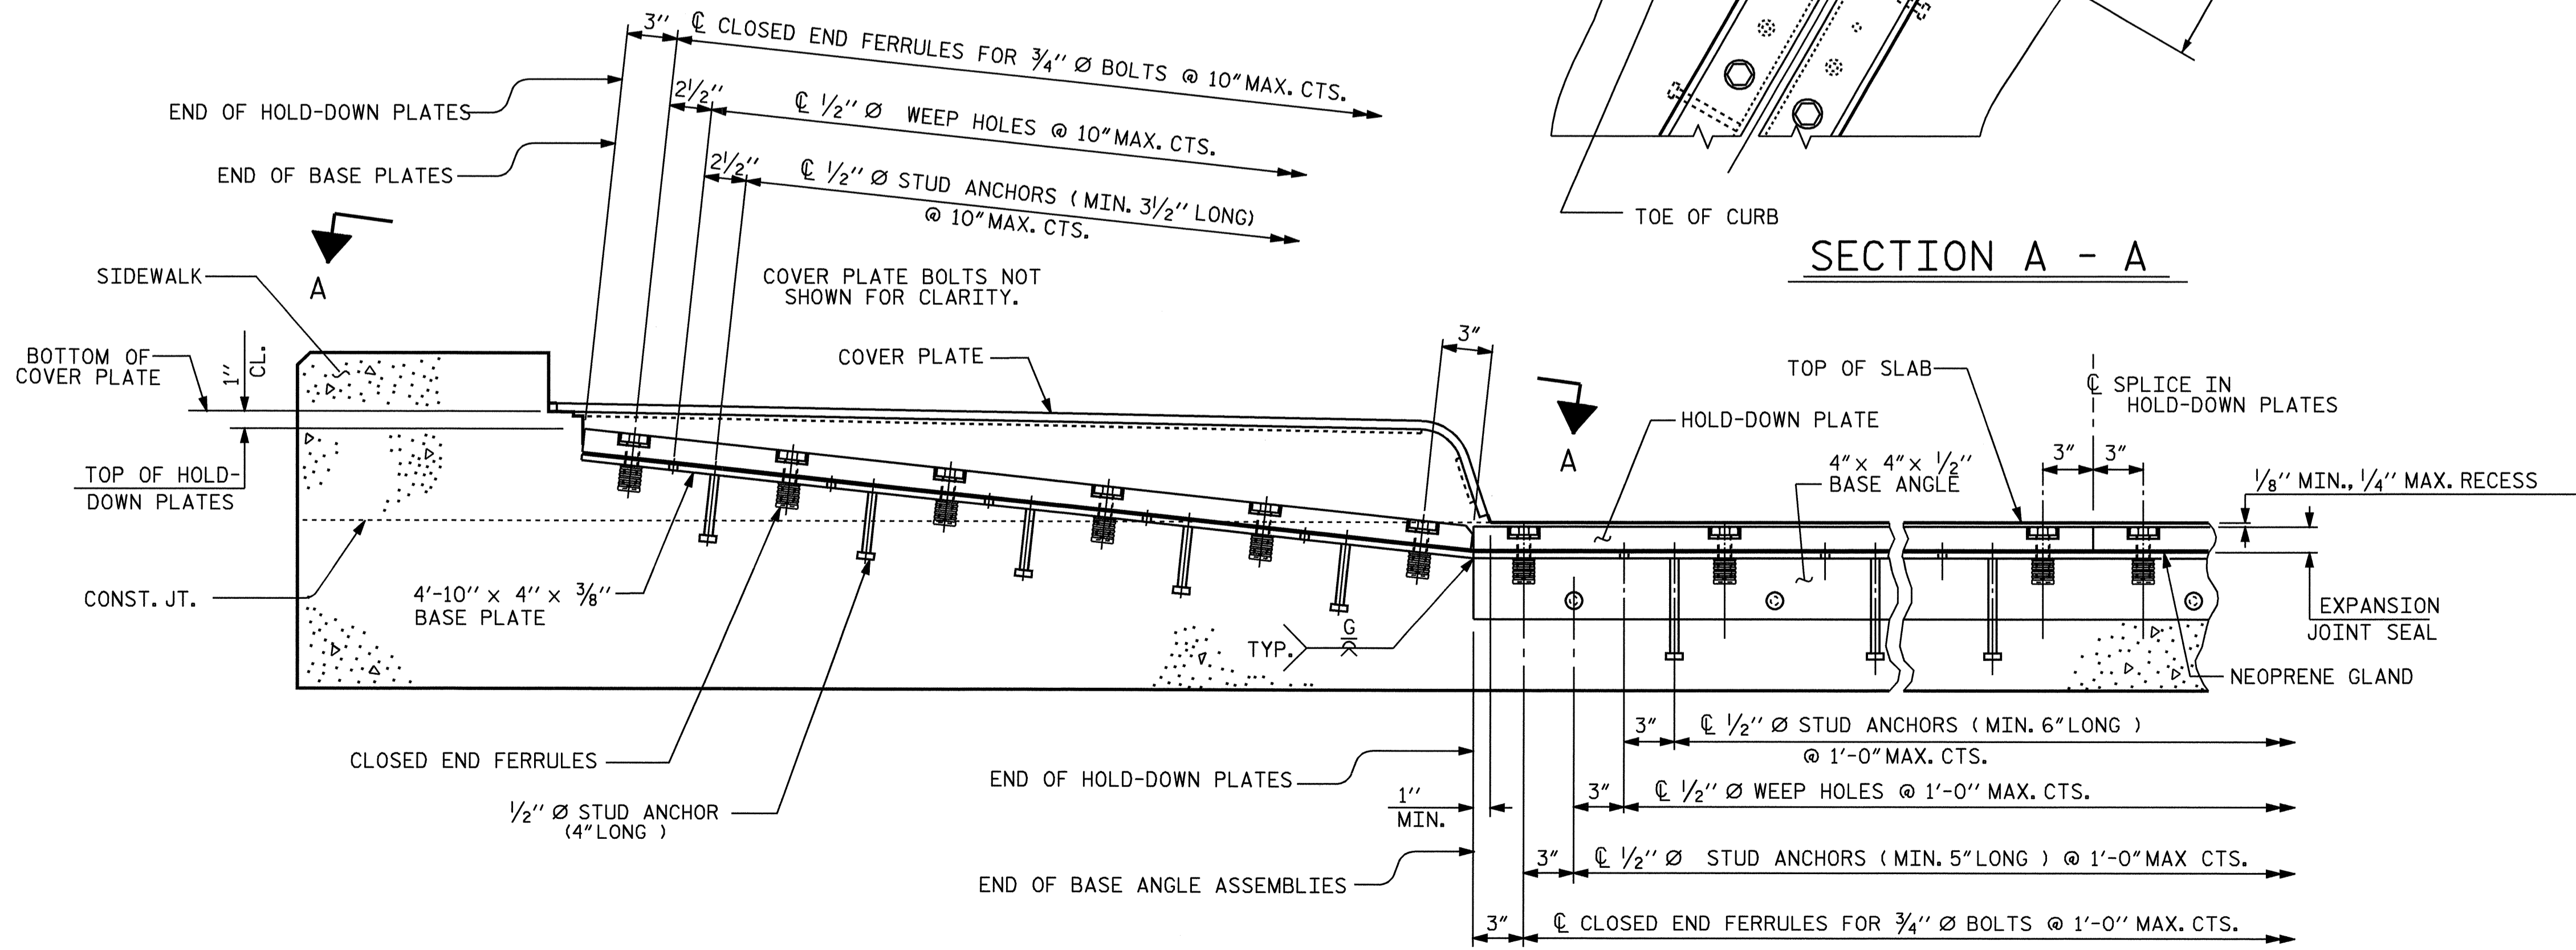 3"
℄ CLOSED END FERRULES FOR 3/4" Ø BOLTS @ 10" MAX. CTS.
END OF HOLD-DOWN PLATES
2 1/2"
℄ 1/2" Ø WEEP HOLES @ 10" MAX. CTS.
END OF BASE PLATES
2 1/2"
℄ 1/2" Ø STUD ANCHORS ( MIN. 3 1/2" LONG)
@ 10" MAX. CTS.
TOE OF CURB
SECTION A - A
SIDEWALK
A
COVER PLATE BOLTS NOT
SHOWN FOR CLARITY.
BOTTOM OF
COVER PLATE
1"
CL.
COVER PLATE
3"
TOP OF SLAB
℄ SPLICE IN
HOLD-DOWN PLATES
HOLD-DOWN PLATE
A
TOP OF HOLD-
DOWN PLATES
4" x 4" x 1/2"
BASE ANGLE
3"
3"
1/8" MIN., 1/4" MAX. RECESS
CONST. JT.
4'-10" x 4" x 3/8"
BASE PLATE
TYP.
G
EXPANSION
JOINT SEAL
NEOPRENE GLAND
CLOSED END FERRULES
1/2" Ø STUD ANCHOR
(4" LONG )
3"
℄ 1/2" Ø STUD ANCHORS ( MIN. 6" LONG )
@ 1'-0" MAX. CTS.
END OF HOLD-DOWN PLATES
1"
MIN.
3"
℄ 1/2" Ø WEEP HOLES @ 1'-0" MAX. CTS.
END OF BASE ANGLE ASSEMBLIES
3"
℄ 1/2" Ø STUD ANCHORS ( MIN. 5" LONG ) @ 1'-0" MAX CTS.
3"
℄ CLOSED END FERRULES FOR 3/4" Ø BOLTS @ 1'-0" MAX. CTS.